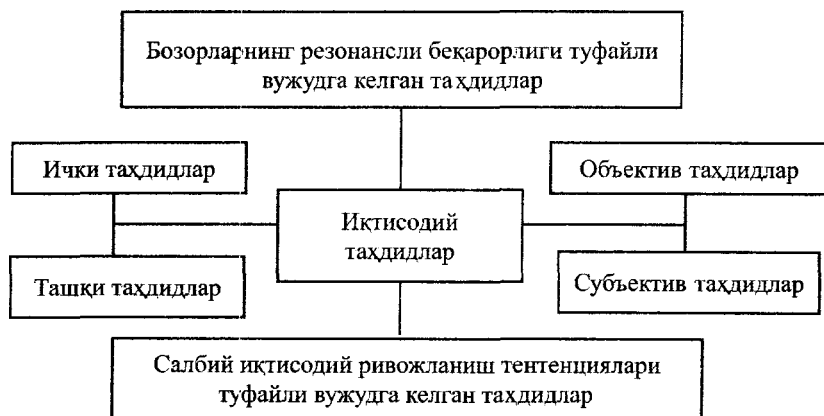 Бозорларнинг резонансли беқарорлиги туфайли
вужудга келган таҳдидлар
Ички таҳдидлар
Объектив таҳдидлар
Иқтисодий
таҳдидлар
Ташқи таҳдидлар
Субъектив таҳдидлар
Салбий иқтисодий ривожланиш тентенциялари
туфайли вужудга келган таҳдидлар